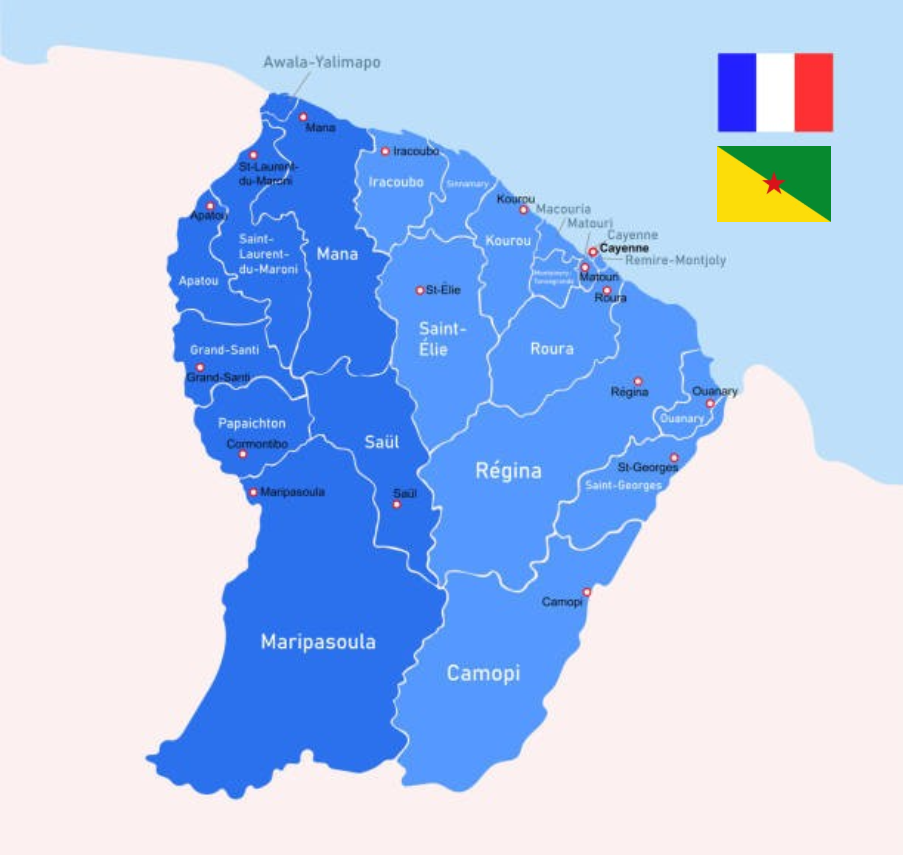 Awala-Yalimapo
Mana
Iracoubo
St-Laurent-
du-Maroni
Iracoubo
Sinnamary
Apatou
Kourou
Macouria
Matouri
Cayenne
Cayenne
Remire-Montjoly
Kourou
Saint-
Laurent-
du-Maroni
Mana
Matouri
Montsinery-
Tonnegrande
Apatou
St-Élie
Roura
Saint-
Élie
Roura
Grand-Santi
Grand-Santi
Régina
Ouanary
Papaichton
Ouanary
Cormontibo
Saül
Régina
St-Georges
Saint-Georges
Maripasoula
Saül
Camopi
Maripasoula
Camopi